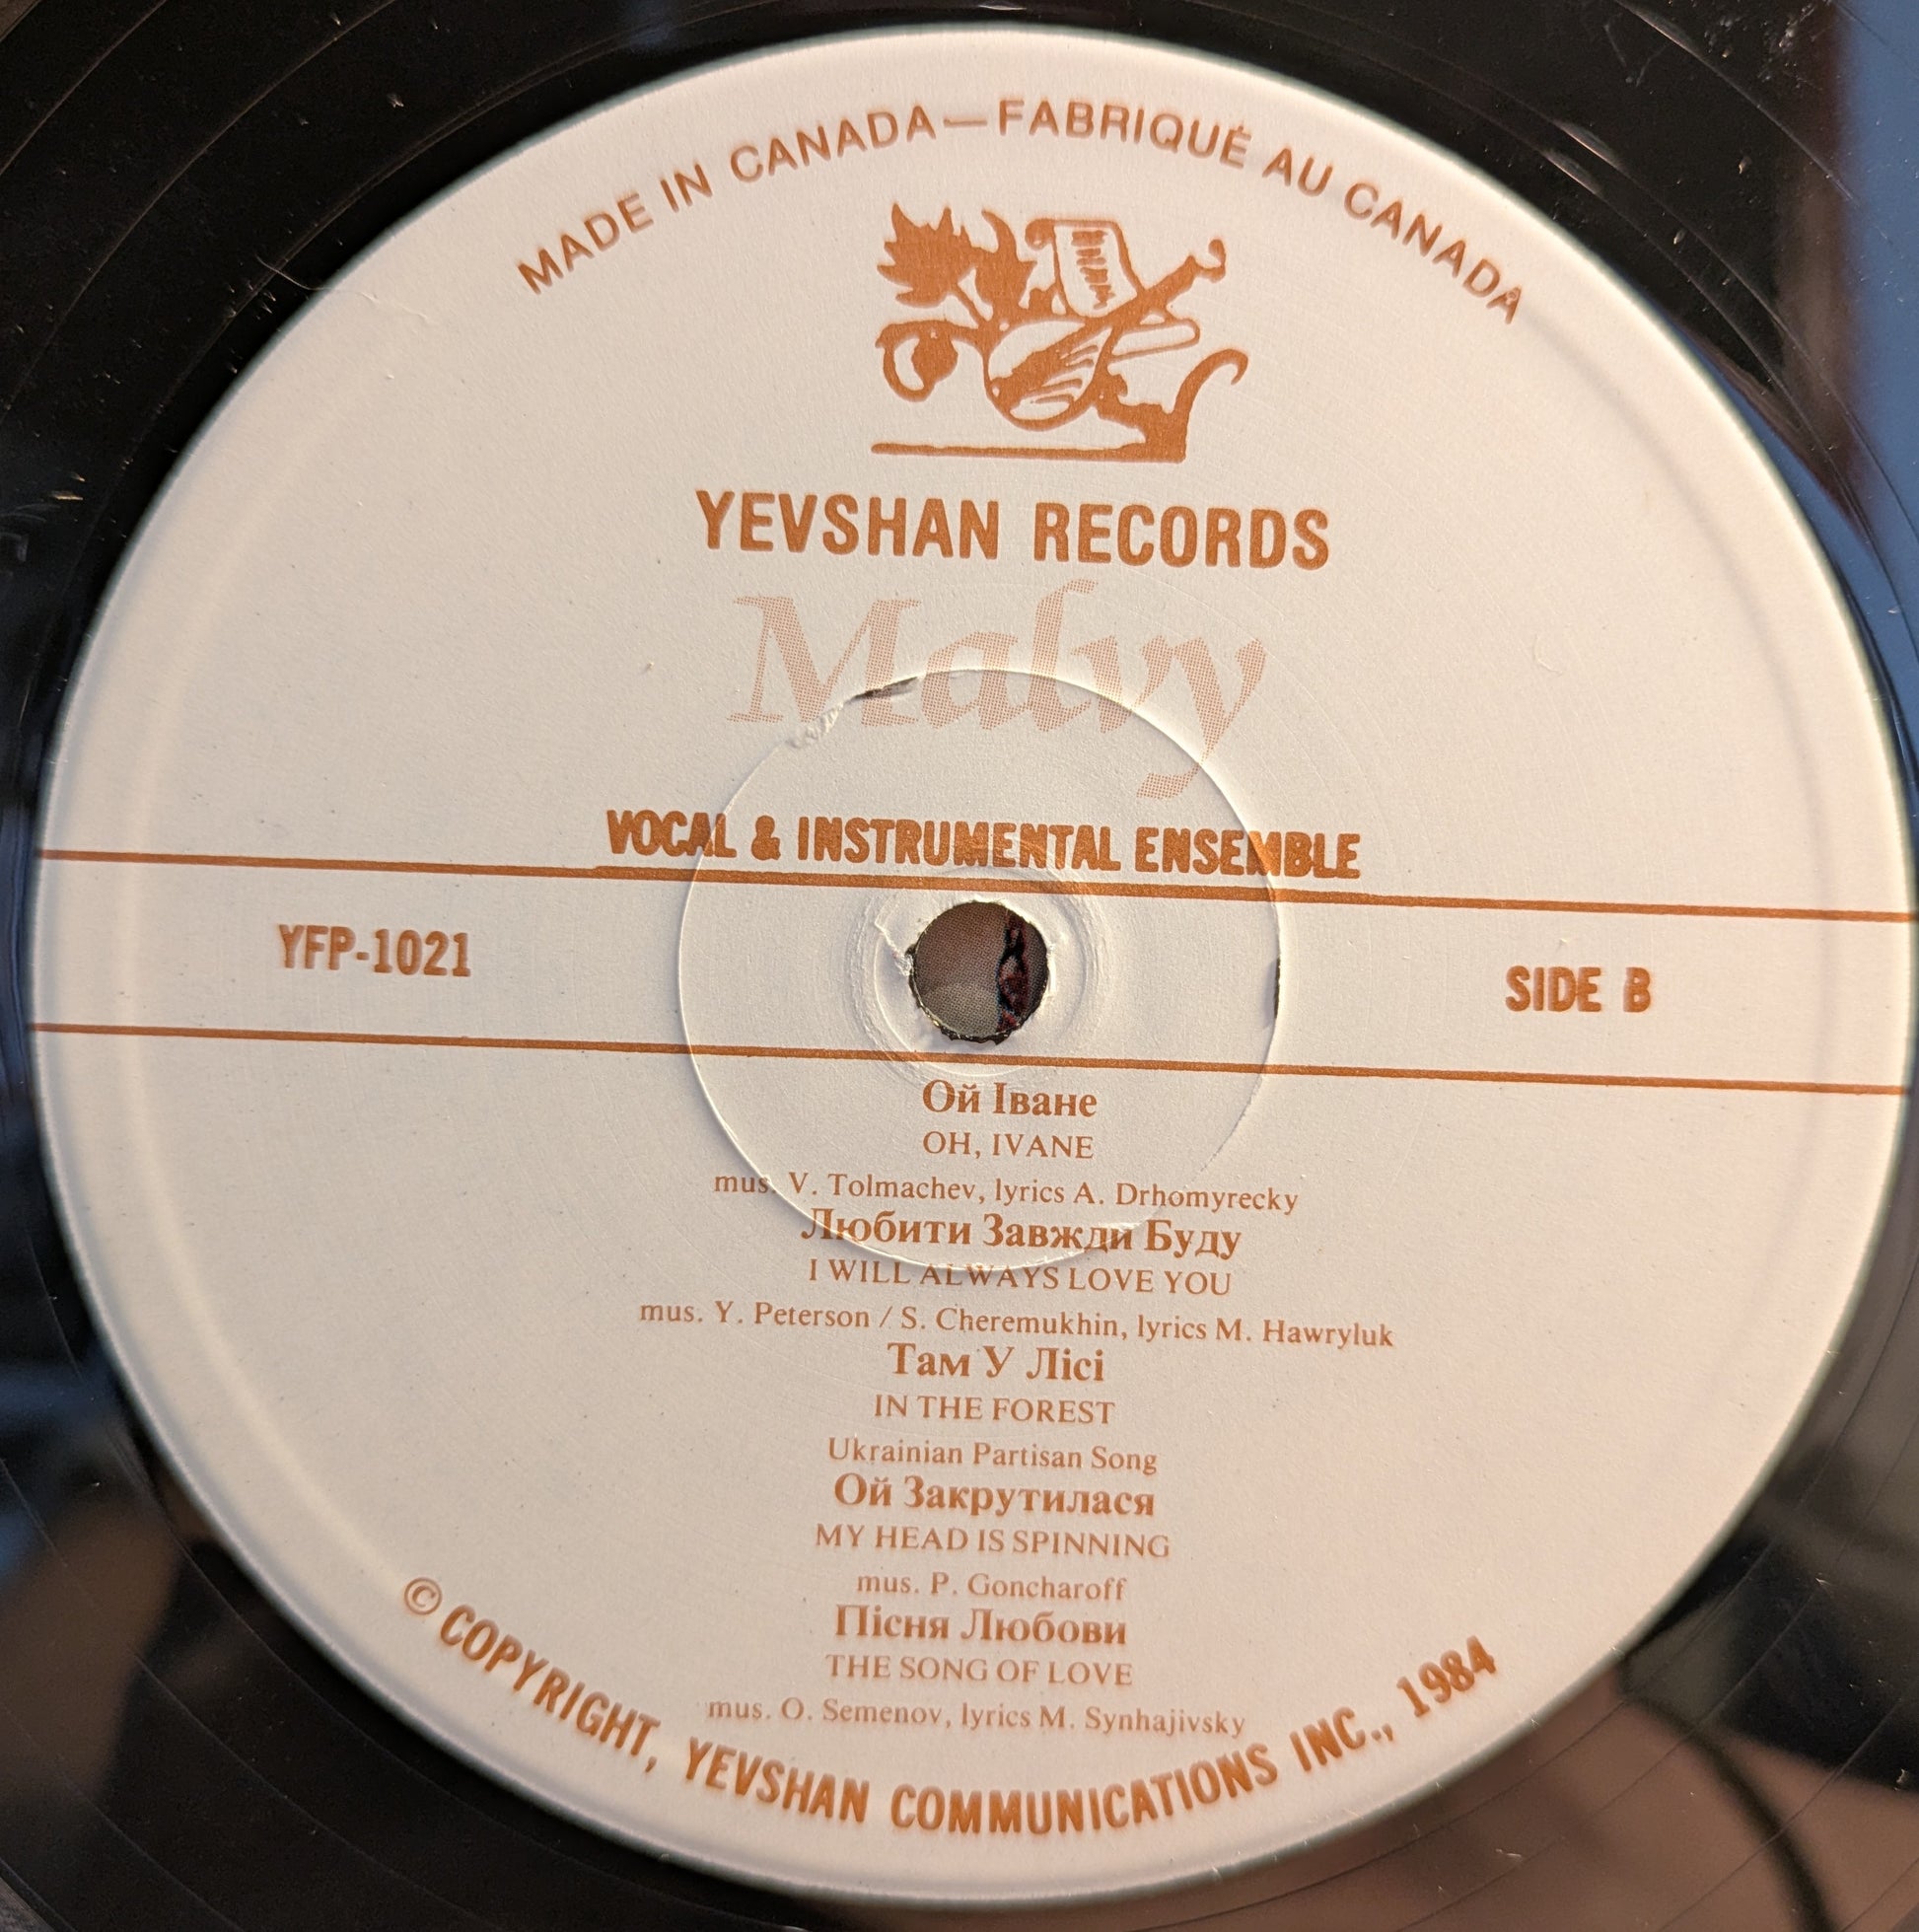 MADE IN CANADA—FABRIQUÉ AU CANADA
YEVSHAN RECORDS
Malvy
VOCAL & INSTRUMENTAL ENSEMBLE
YFP-1021
SIDE B
Ой Іване
OH, IVANE
mus. V. Tolmachev, lyrics A. Drhomyrecky
Любити Завжди Буду
I WILL ALWAYS LOVE YOU
mus. Y. Peterson / S. Cheremukhin, lyrics M. Hawryluk
Там У Лісі
IN THE FOREST
Ukrainian Partisan Song
Ой Закрутилася
MY HEAD IS SPINNING
mus. P. Goncharoff
Пісня Любови
THE SONG OF LOVE
mus. O. Semenov, lyrics M. Synhajivsky
© COPYRIGHT, YEVSHAN COMMUNICATIONS INC., 1984